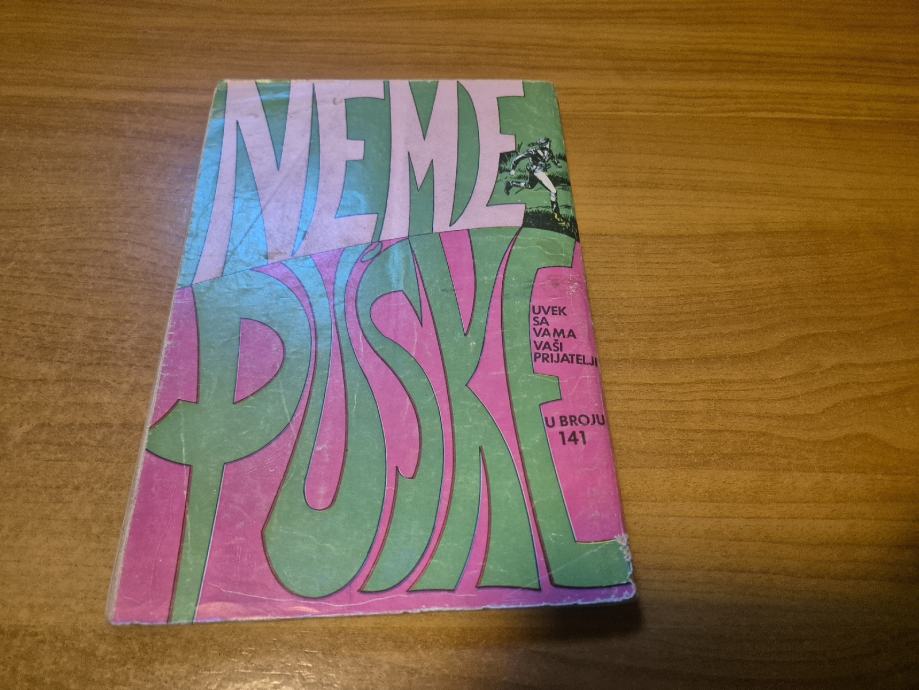 NEME
PUŠKE
UVEK
SA
VAMA
VAŠI
PRIJATELJI
U BROJU
141